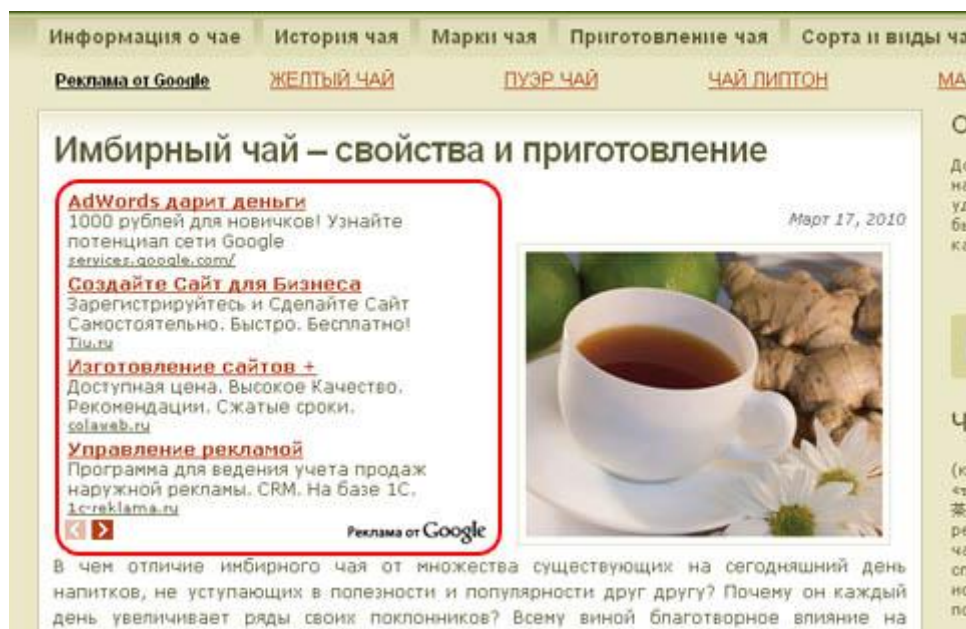 Информация о чае История чая Марки чая Приготовление чая Сорта и виды ча
Реклама от Google ЖЕЛТЫЙ ЧАЙ ПУЭР ЧАЙ ЧАЙ ЛИПТОН МА
Имбирный чай – свойства и приготовление
AdWords дарит деньги
1000 рублей для новичков! Узнайте
потенциал сети Google
services.google.com/
Создайте Сайт для Бизнеса
Зарегистрируйтесь и Сделайте Сайт
Самостоятельно. Быстро. Бесплатно!
Tiu.ru
Изготовление сайтов +
Доступная цена. Высокое Качество.
Рекомендации. Сжатые сроки.
colaweb.ru
Управление рекламой
Программа для ведения учета продаж
наружной рекламы. CRM. На базе 1С.
1c-reklama.ru
Реклама от Google
Март 17, 2010
В чем отличие имбирного чая от множества существующих на сегодняшний день
напитков, не уступающих в полезности и популярности друг другу? Почему он каждый
день увеличивает ряды своих поклонников? Всему виной благотворное влияние на